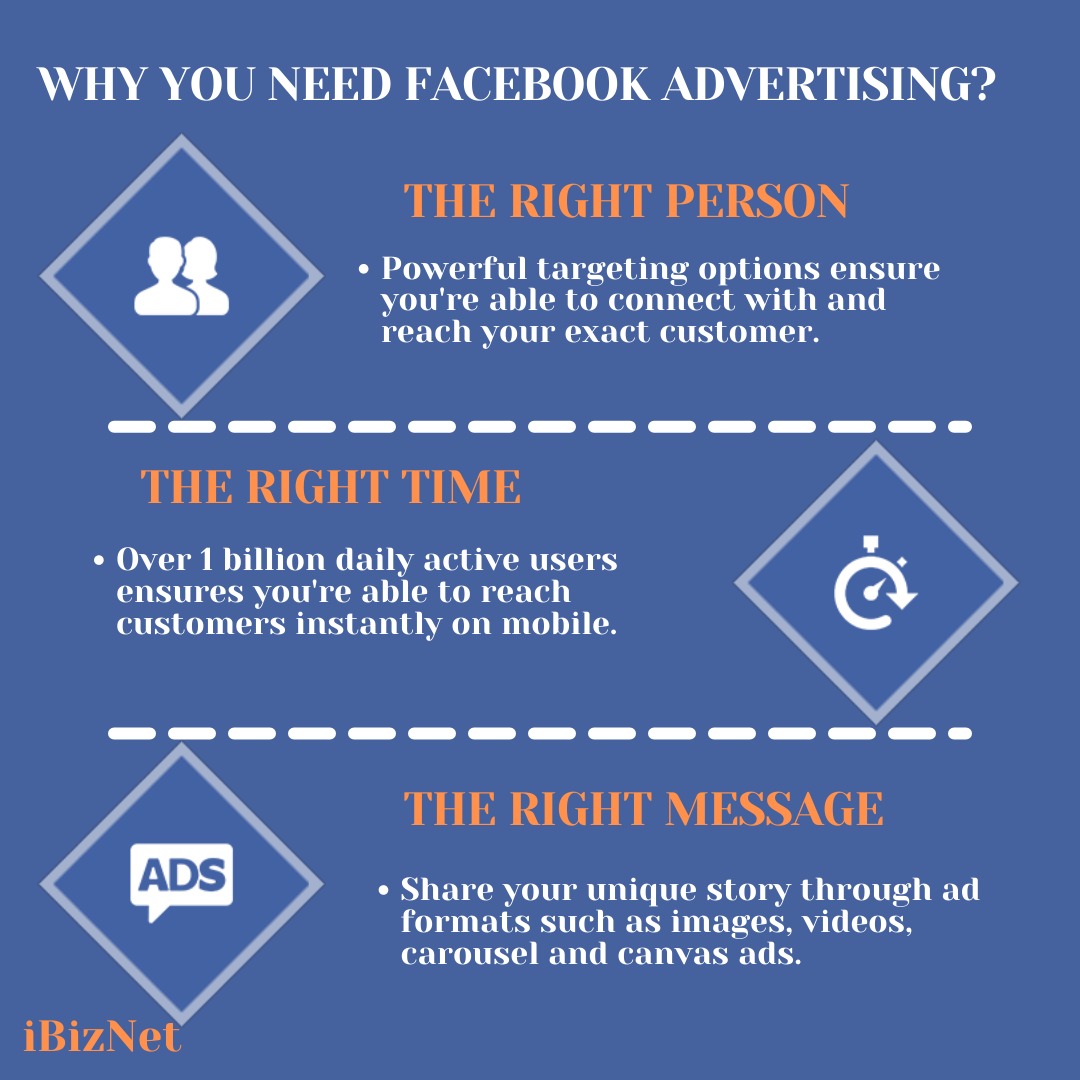 WHY YOU NEED FACEBOOK ADVERTISING?
THE RIGHT PERSON
• Powerful targeting options ensure
you're able to connect with and
reach your exact customer.
THE RIGHT TIME
• Over 1 billion daily active users
ensures you're able to reach
customers instantly on mobile.
THE RIGHT MESSAGE
ADS
• Share your unique story through ad
formats such as images, videos,
carousel and canvas ads.
iBizNet